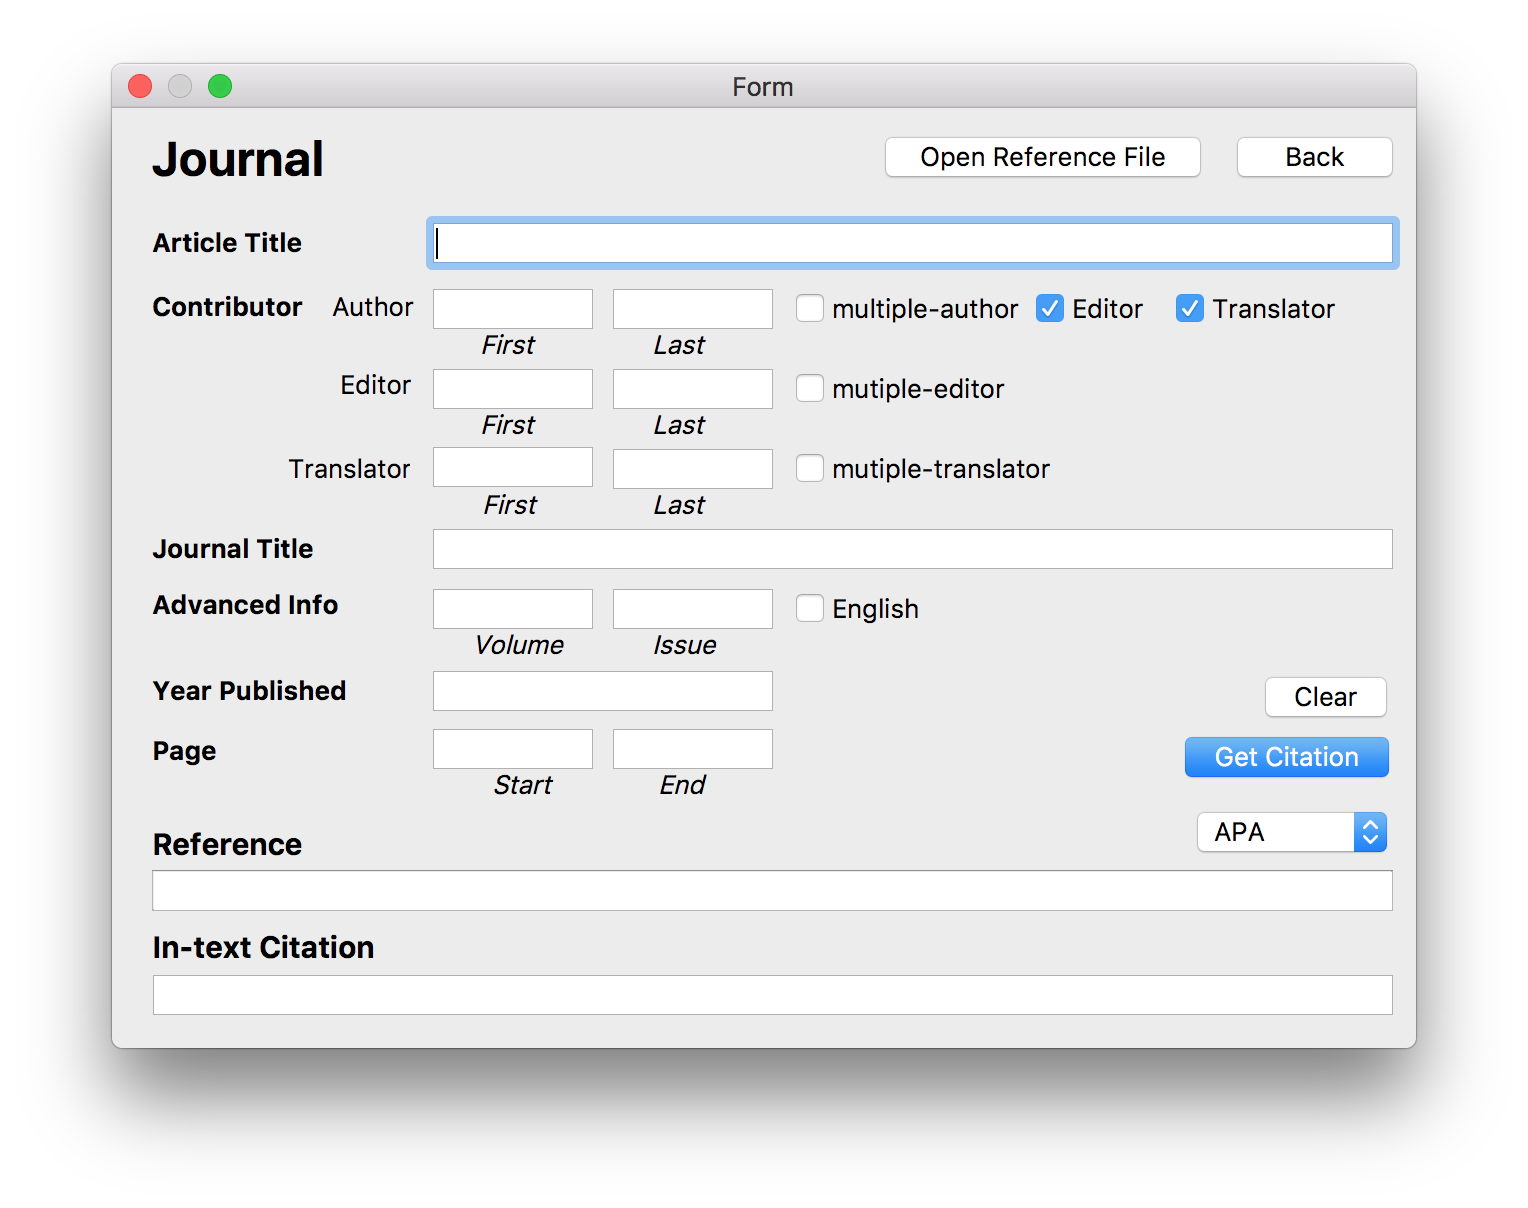 Form
Journal Open Reference File Back
Article Title
Contributor Author multiple-author Editor Translator
First Last
Editor mutiple-editor
First Last
Translator mutiple-translator
First Last
Journal Title
Advanced Info English
Volume Issue
Year Published Clear
Page Get Citation
Start End
Reference APA
In-text Citation